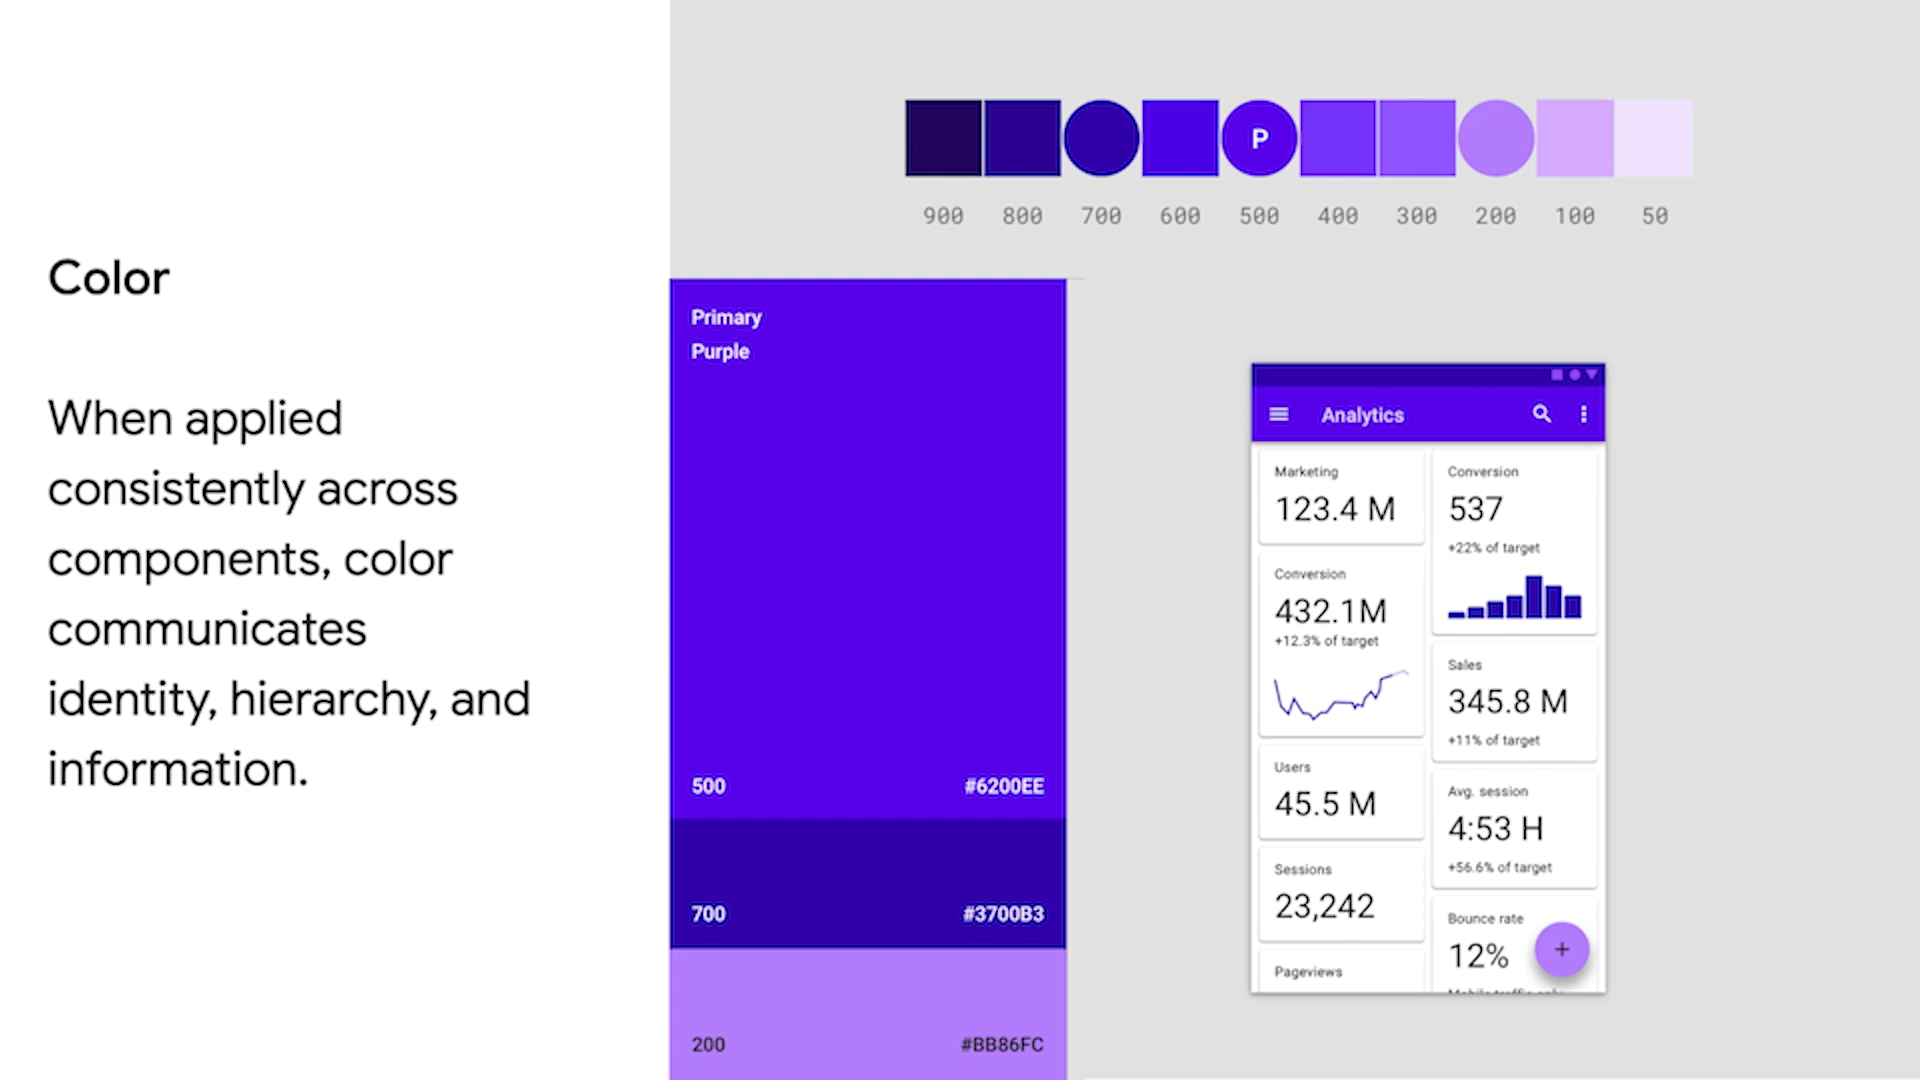 Color
When applied
consistently across
components, color
communicates
identity, hierarchy, and
information.
P
900 800 700 600 500 400 300 200 100 50
Primary
Purple
500 #6200EE
700 #3700B3
200 #BB86FC
Analytics
Marketing
123.4 M
Conversion
432.1M
+12.3% of target
Users
45.5 M
Sessions
23,242
Pageviews
Conversion
537
+22% of target
Sales
345.8 M
+11% of target
Avg. session
4:53 H
+56.6% of target
Bounce rate
12%
+